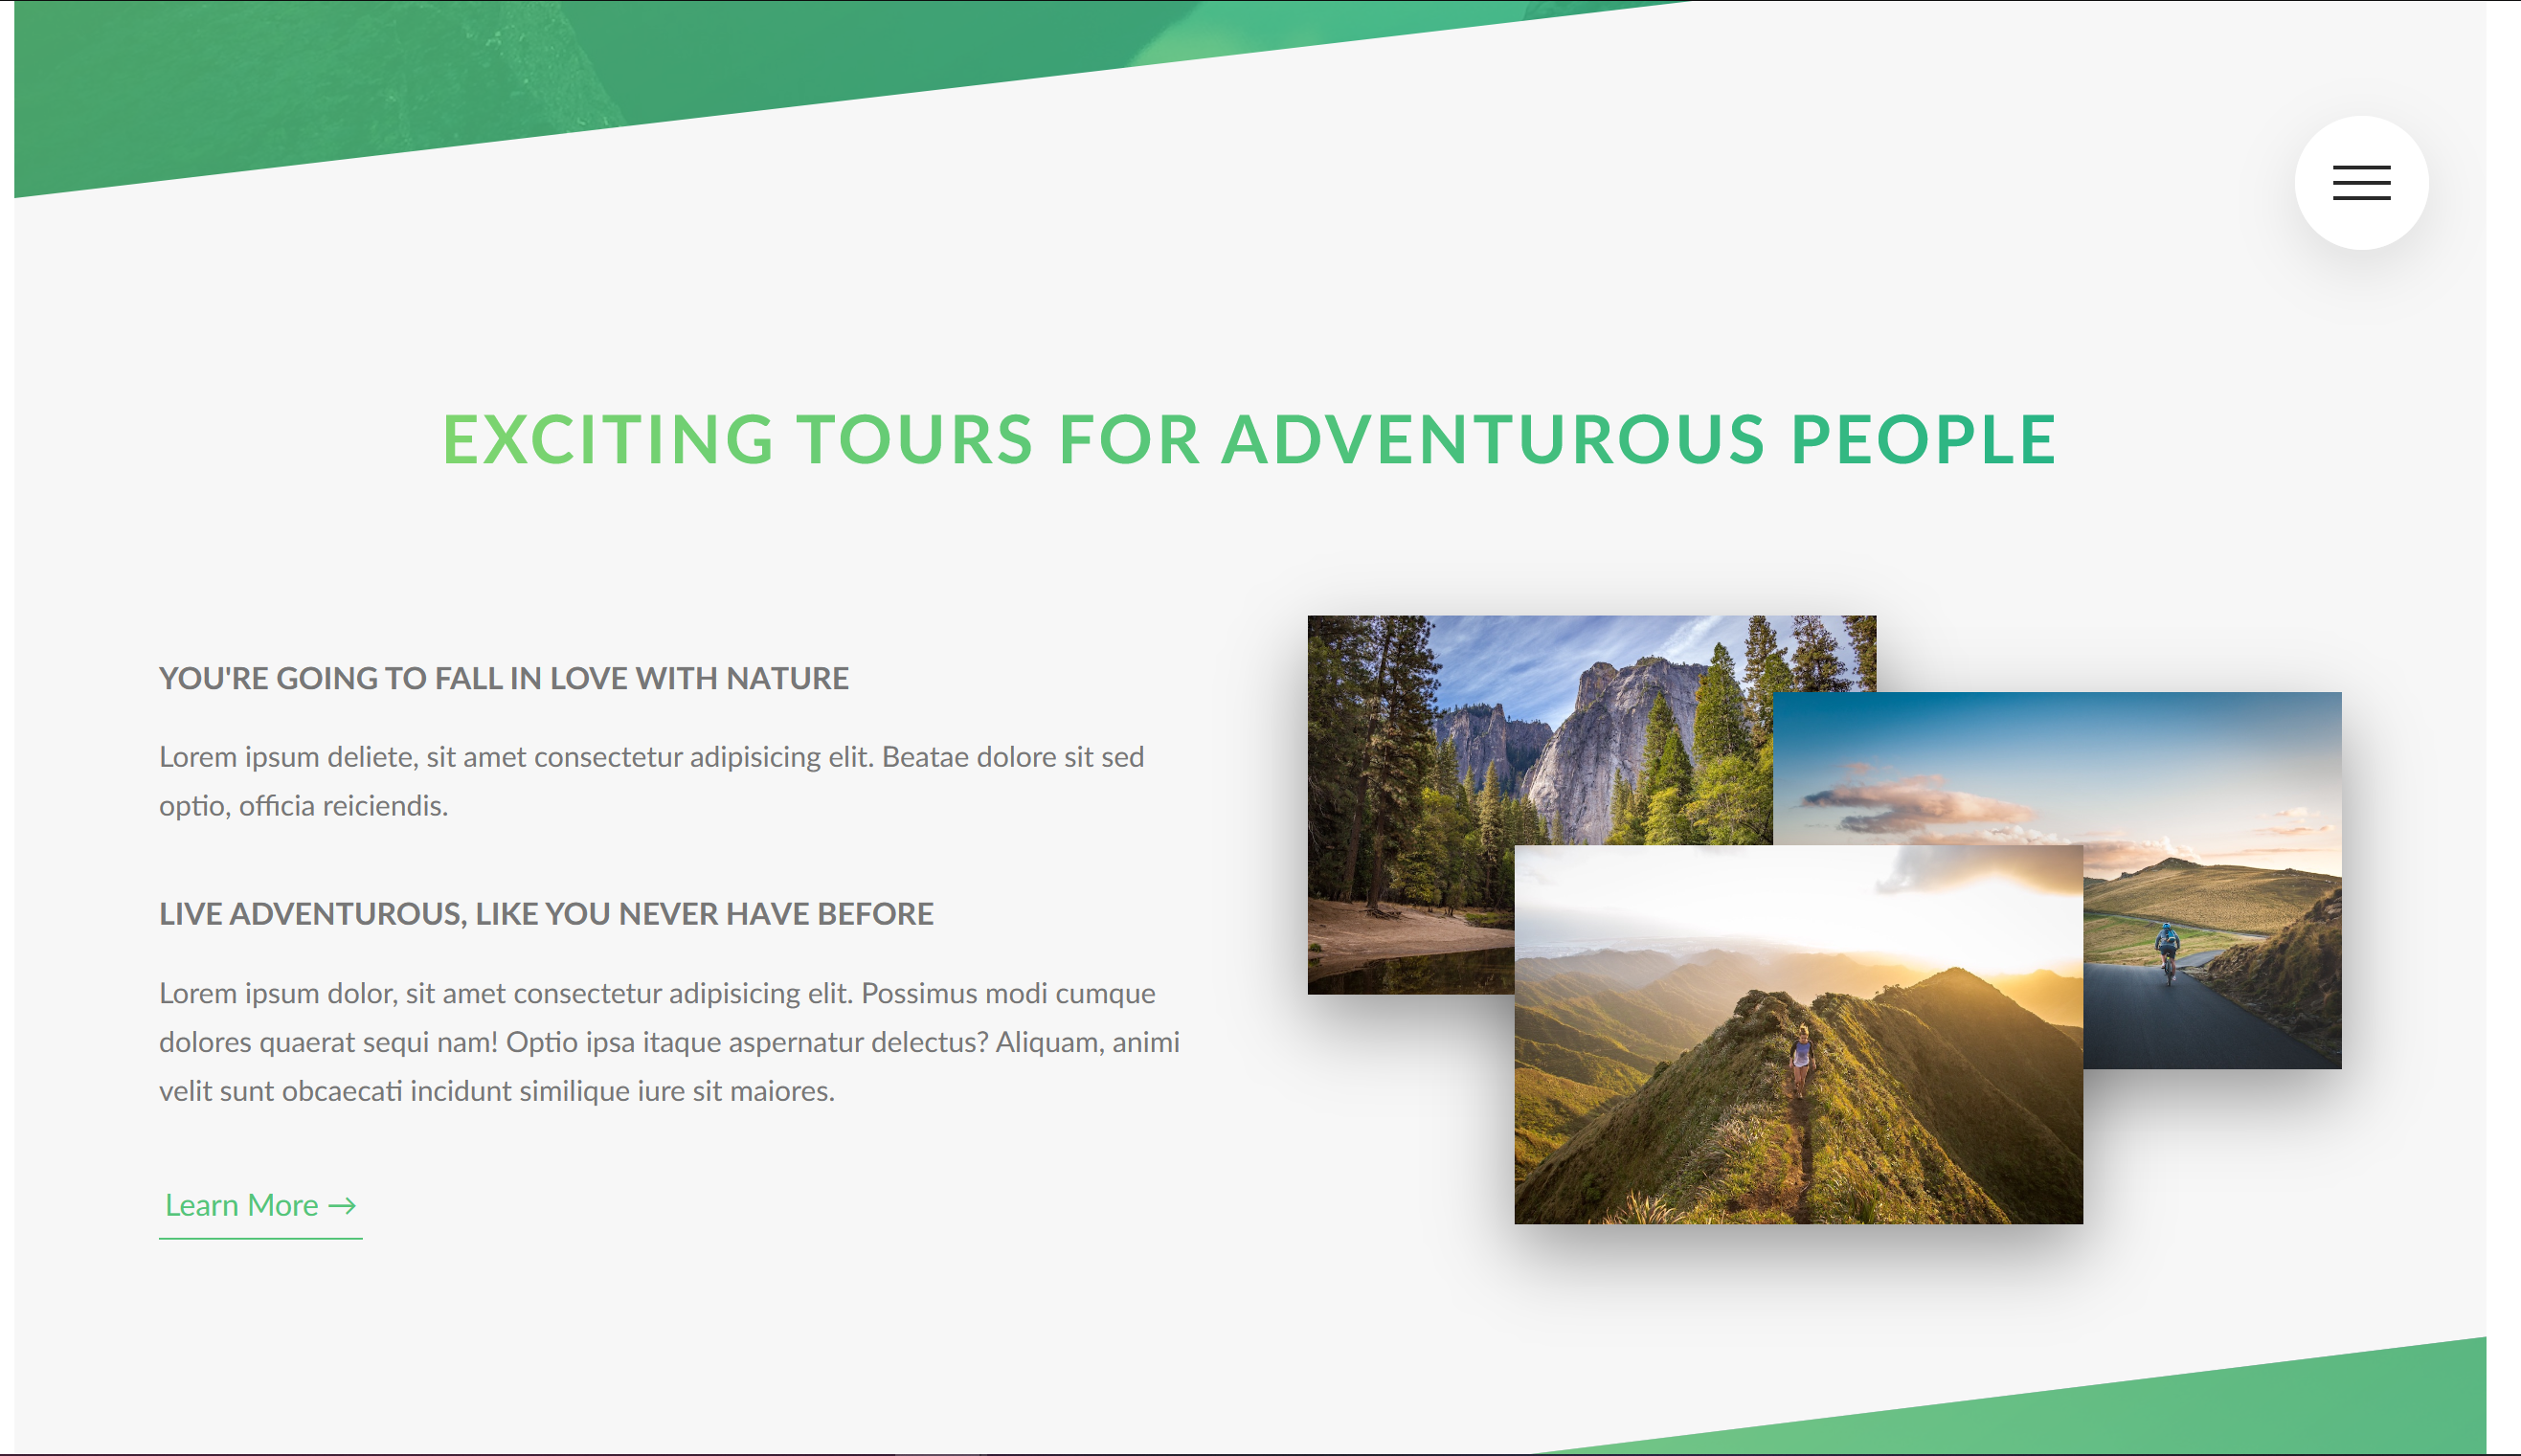 EXCITING TOURS FOR ADVENTUROUS PEOPLE
YOU'RE GOING TO FALL IN LOVE WITH NATURE
Lorem ipsum deliete, sit amet consectetur adipisicing elit. Beatae dolore sit sed
optio, officia reiciendis.
LIVE ADVENTUROUS, LIKE YOU NEVER HAVE BEFORE
Lorem ipsum dolor, sit amet consectetur adipisicing elit. Possimus modi cumque
dolores quaerat sequi nam! Optio ipsa itaque aspernatur delectus? Aliquam, animi
velit sunt obcaecati incidunt similique iure sit maiores.
Learn More →